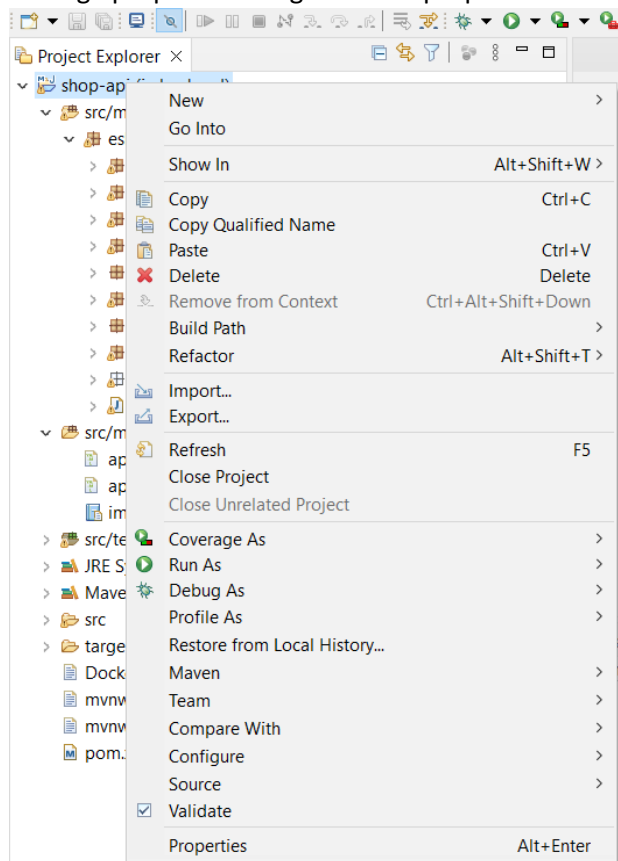 Project Explorer
shop-api
src/m
es
src/m
ap
ap
im
src/te
JRE Sy
Mave
src
targe
Dock
mvnw
mvnw
pom.
New
Go Into
Show In Alt+Shift+W
Copy Ctrl+C
Copy Qualified Name
Paste Ctrl+V
Delete Delete
Remove from Context Ctrl+Alt+Shift+Down
Build Path
Refactor Alt+Shift+T
Import...
Export...
Refresh F5
Close Project
Close Unrelated Project
Coverage As
Run As
Debug As
Profile As
Restore from Local History...
Maven
Team
Compare With
Configure
Source
Validate
Properties Alt+Enter